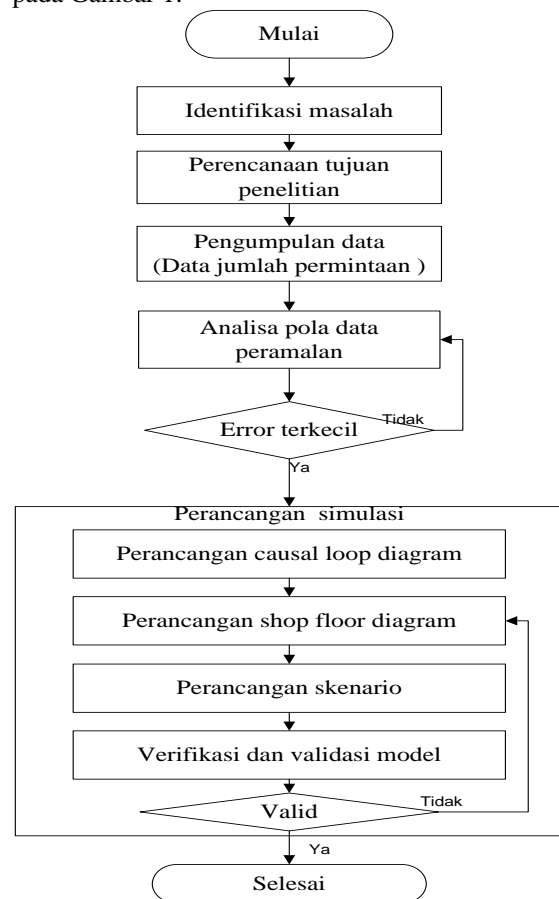 pada Gambar 1.
Mulai
Identifikasi masalah
Perencanaan tujuan
penelitian
Pengumpulan data
(Data jumlah permintaan )
Analisa pola data
peramalan
Error terkecil
Tidak
Ya
Perancangan simulasi
Perancangan causal loop diagram
Perancangan shop floor diagram
Perancangan skenario
Verifikasi dan validasi model
Valid
Tidak
Ya
Selesai